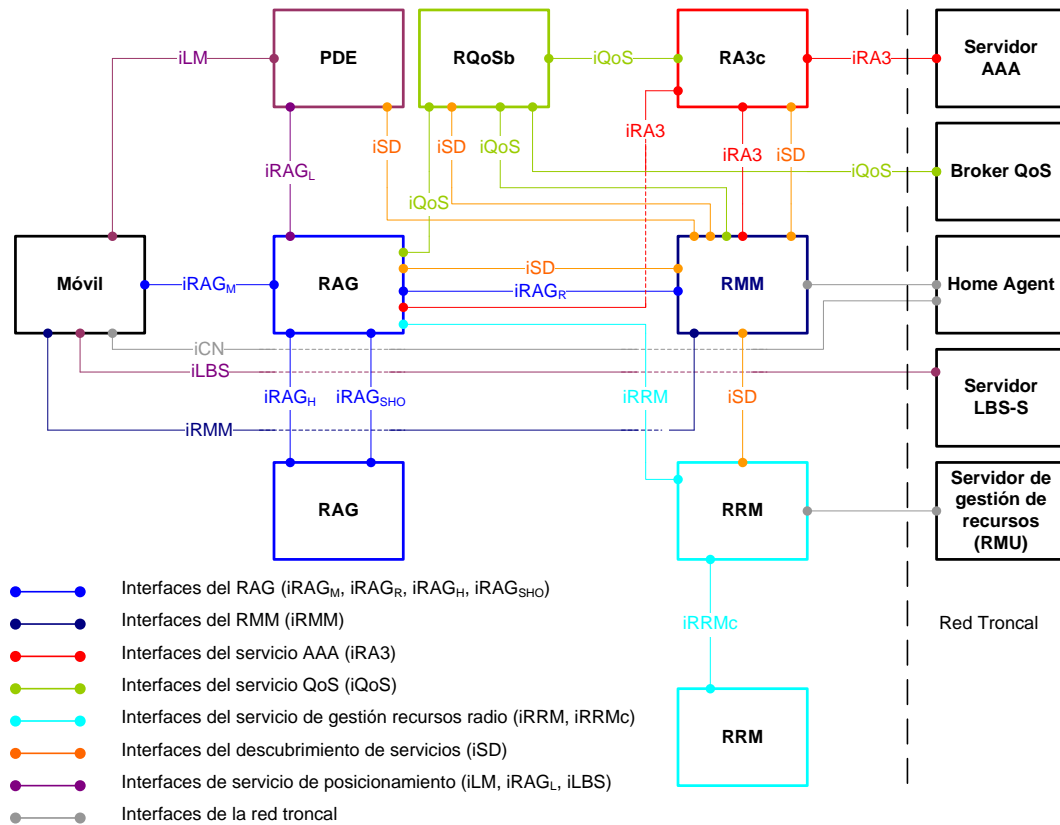 PDE
RQoSb
RA3c
Servidor
AAA
iLM
iQoS
iRA3
iRA3
iSD
iSD
iQoS
iRA3
iSD
iRAGL
iQoS
iQoS
Broker QoS
Móvil
RAG
RMM
Home Agent
iRAGM
iSD
iRAGR
iCN
iLBS
Servidor
LBS-S
iRAGH
iRAGSHO
iRRM
iSD
iRMM
RAG
RRM
Servidor de
gestión de
recursos
(RMU)
Interfaces del RAG (iRAGM, iRAGR, iRAGH, iRAGSHO)
Interfaces del RMM (iRMM)
iRRMc
Red Troncal
Interfaces del servicio AAA (iRA3)
Interfaces del servicio QoS (iQoS)
Interfaces del servicio de gestión recursos radio (iRRM, iRRMc)
Interfaces del descubrimiento de servicios (iSD)
RRM
Interfaces de servicio de posicionamiento (iLM, iRAGL, iLBS)
Interfaces de la red troncal